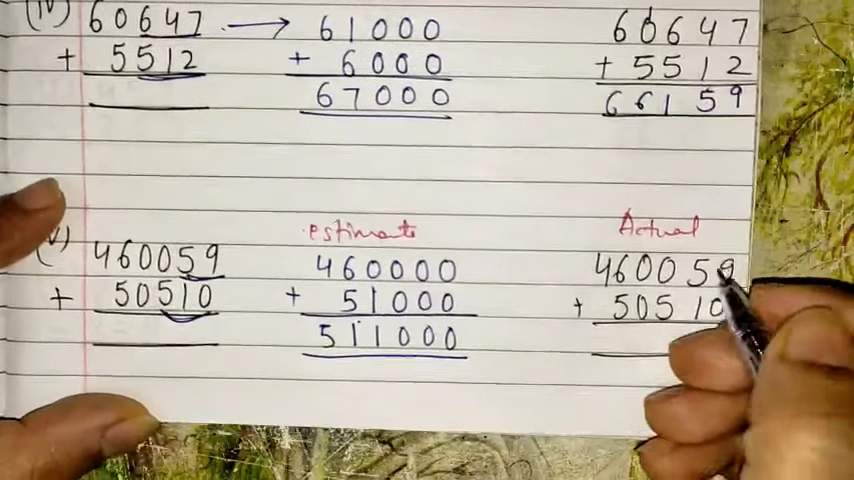 (iv) 60647 → 61000 60647
+ 5512 + 6000 + 5512
67000 66159
estimate Actual
(v) 460059 460000 460059
+ 50510 + 51000 + 50510
511000